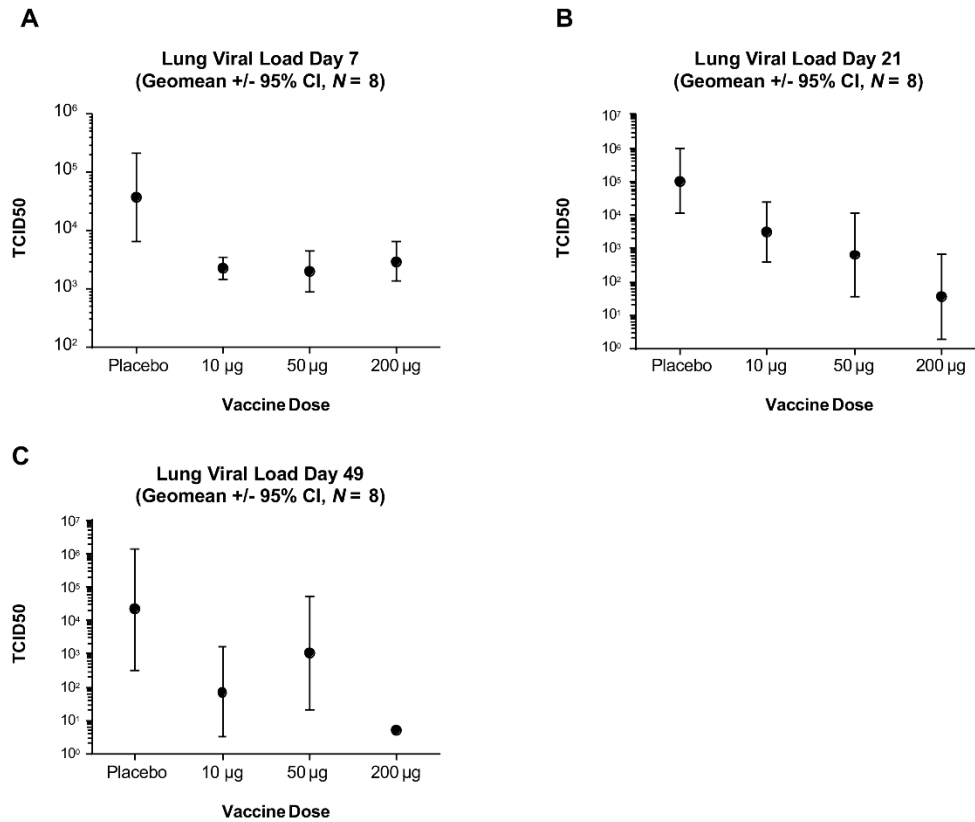 A
Lung Viral Load Day 7
(Geomean +/- 95% CI, N = 8)
10⁶
10⁵
10⁴
10³
10²
TCID50
Placebo
10 µg
50 µg
200 µg
Vaccine Dose
B
Lung Viral Load Day 21
(Geomean +/- 95% CI, N = 8)
10⁷
10⁶
10⁵
10⁴
10³
10²
10¹
10⁰
TCID50
Placebo
10 µg
50 µg
200 µg
Vaccine Dose
C
Lung Viral Load Day 49
(Geomean +/- 95% CI, N = 8)
10⁷
10⁶
10⁵
10⁴
10³
10²
10¹
10⁰
TCID50
Placebo
10 µg
50 µg
200 µg
Vaccine Dose